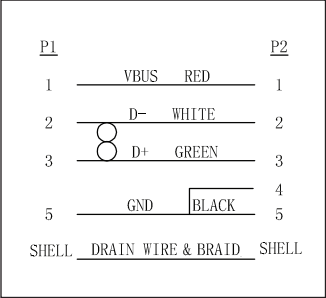 P1 P2
1 VBUS RED 1
2 D- WHITE 2
3 D+ GREEN 3
4
5 GND BLACK 5
SHELL DRAIN WIRE & BRAID SHELL